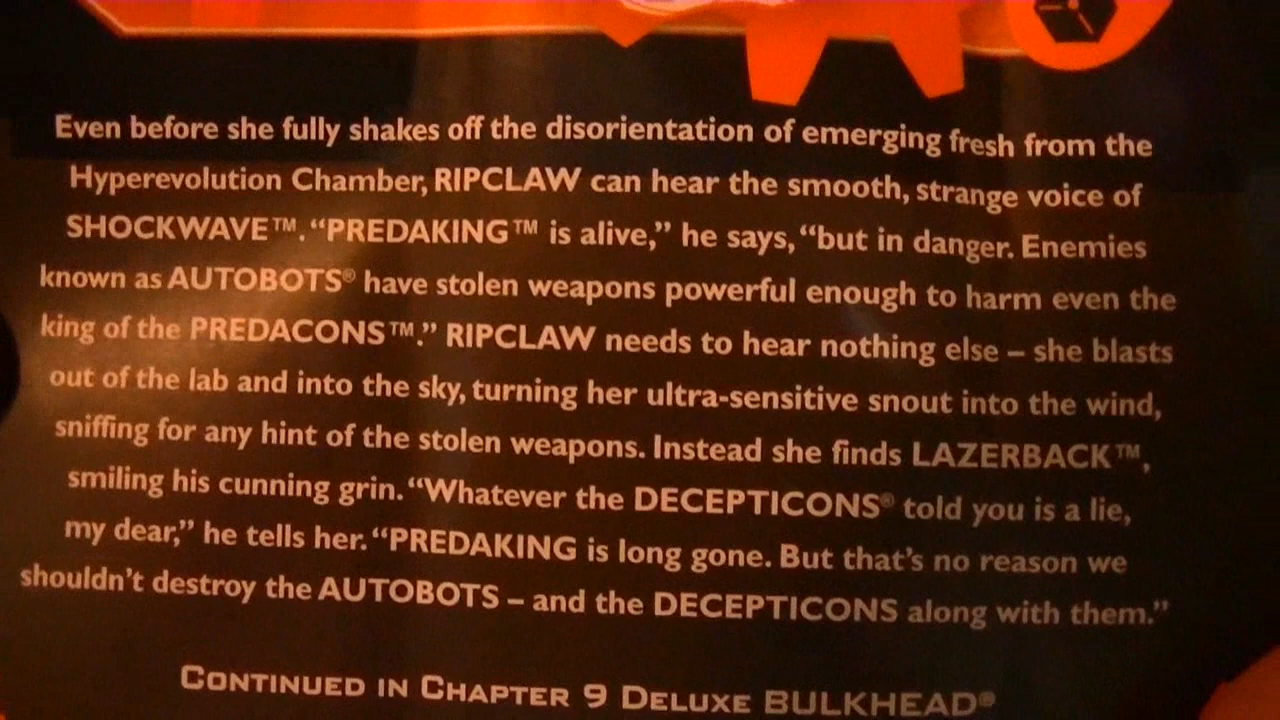 Even before she fully shakes off the disorientation of emerging fresh from the
Hyperevolution Chamber, RIPCLAW can hear the smooth, strange voice of
SHOCKWAVE™. “PREDAKING™ is alive,” he says, “but in danger. Enemies
known as AUTOBOTS® have stolen weapons powerful enough to harm even the
king of the PREDACONS™.” RIPCLAW needs to hear nothing else – she blasts
out of the lab and into the sky, turning her ultra-sensitive snout into the wind,
sniffing for any hint of the stolen weapons. Instead she finds LAZERBACK™,
smiling his cunning grin. “Whatever the DECEPTICONS® told you is a lie,
my dear,” he tells her. “PREDAKING is long gone. But that’s no reason we
shouldn’t destroy the AUTOBOTS – and the DECEPTICONS along with them.”
CONTINUED IN CHAPTER 9 DELUXE BULKHEAD®